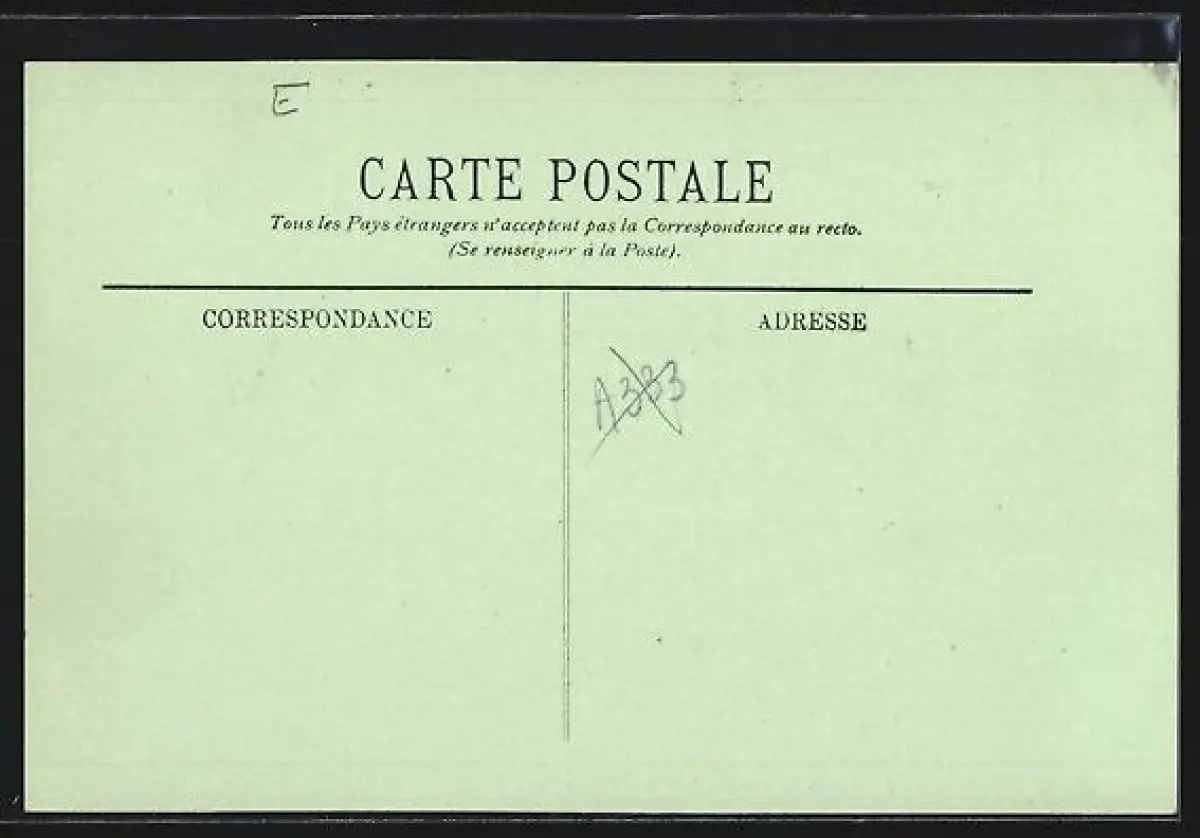 E
CARTE POSTALE
Tous les Pays étrangers n'acceptent pas la Correspondance au recto.
(Se renseigner à la Poste).
CORRESPONDANCE
ADRESSE
A383